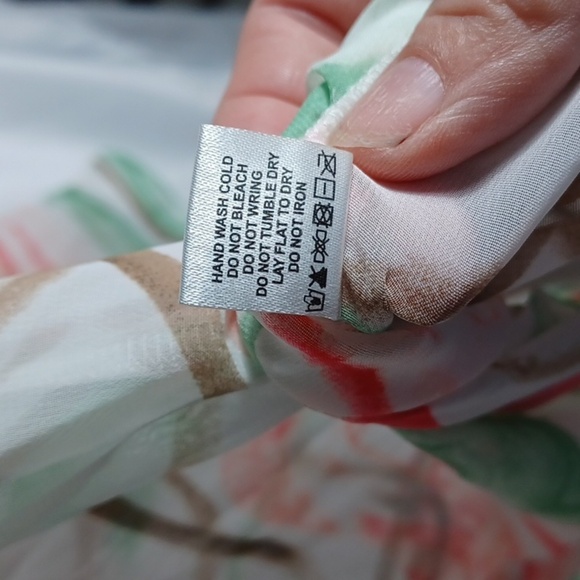 HAND WASH COLD
DO NOT BLEACH
DO NOT WRING
DO NOT TUMBLE DRY
LAY FLAT TO DRY
DO NOT IRON